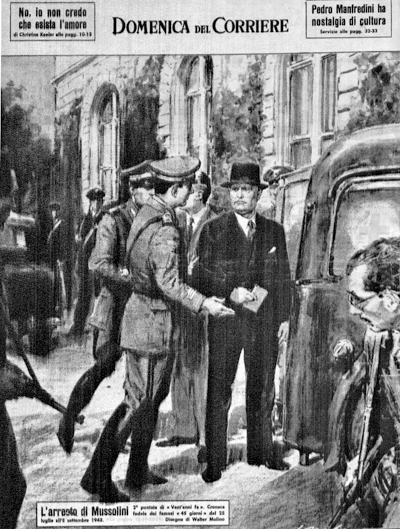 No, io non credo
che esista l'amore
di Christine Keeler alle pagg. 10-13
DOMENICA DEL CORRIERE
Pedro Manfredini ha
nostalgia di cultura
Servizio alle pagg. 32-33
L'arresto di Mussolini
2ª puntata di « Vent'anni fa ». Cronaca
fedele dei famosi « 45 giorni » dal 25
luglio all'8 settembre 1943.
Disegno di Walter Molino